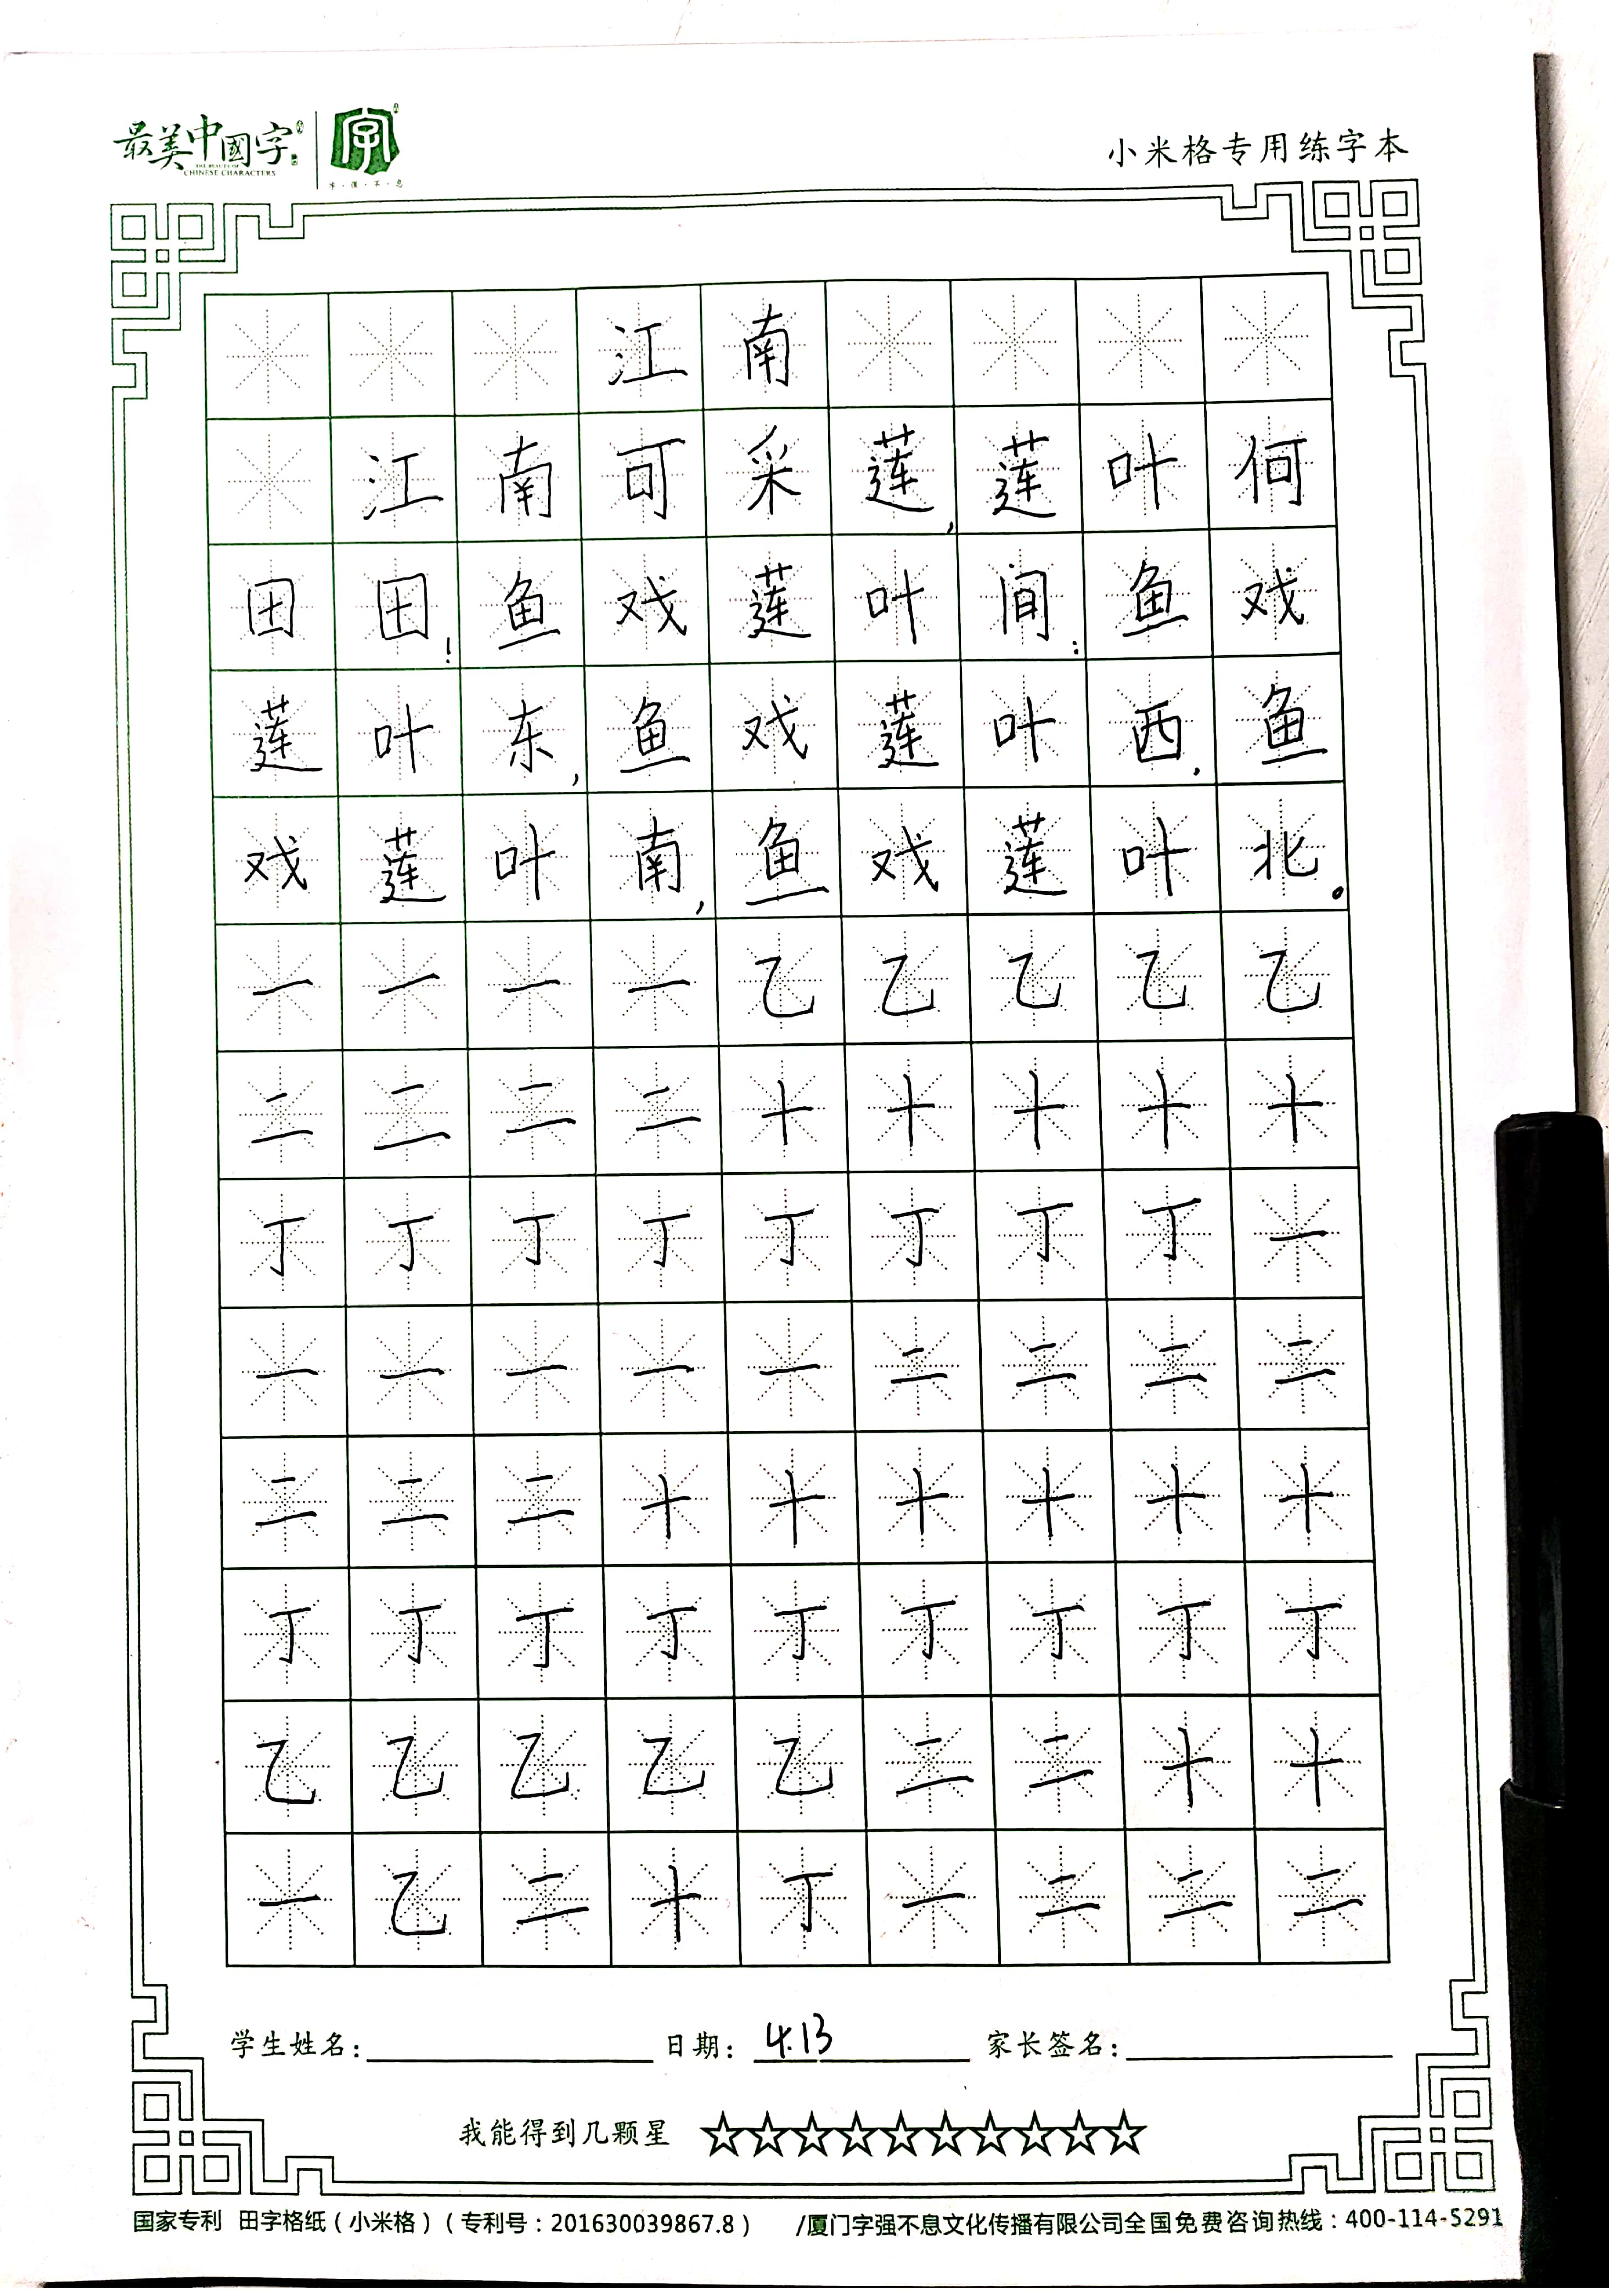 最美中國字
THE BEAUTY OF
CHINESE CHARACTERS
字
字·强·不·息
小米格专用练字本
江南
江南可采莲,莲叶何
田田!鱼戏莲叶间:鱼戏
莲叶东,鱼戏莲叶西,鱼
戏莲叶南,鱼戏莲叶北。
一一一一乙乙乙乙乙
二二二二十十十十十
丁丁丁丁丁丁丁丁一
一一一一一二二二二
二二二十十十十十十
丁丁丁丁丁丁丁丁丁
乙乙乙乙乙二二十十
一乙二十丁一二二二
学生姓名: 日期: 4.13 家长签名:
我能得到几颗星 ☆☆☆☆☆☆☆☆☆☆
国家专利 田字格纸(小米格)(专利号:201630039867.8) /厦门字强不息文化传播有限公司全国免费咨询热线:400-114-5291